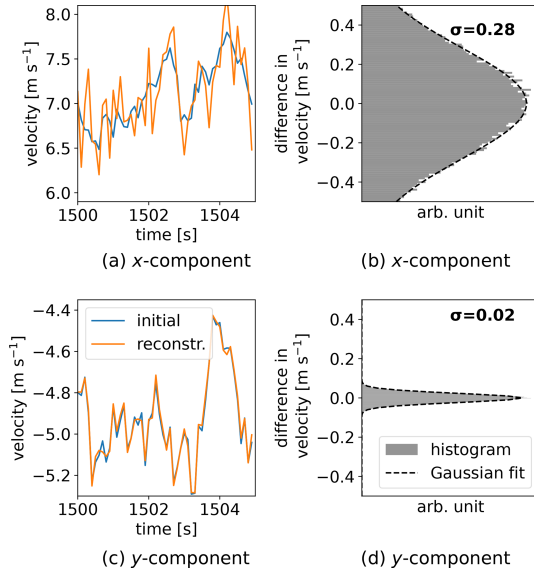 8.0
7.5
7.0
6.5
6.0
velocity [m s⁻¹]
1500
1502
1504
time [s]
(a) x-component
0.4
0.2
0.0
−0.2
−0.4
difference in
velocity [m s⁻¹]
σ=0.28
arb. unit
(b) x-component
−4.4
−4.6
−4.8
−5.0
−5.2
velocity [m s⁻¹]
initial
reconstr.
1500
1502
1504
time [s]
(c) y-component
0.4
0.2
0.0
−0.2
−0.4
difference in
velocity [m s⁻¹]
σ=0.02
histogram
Gaussian fit
arb. unit
(d) y-component